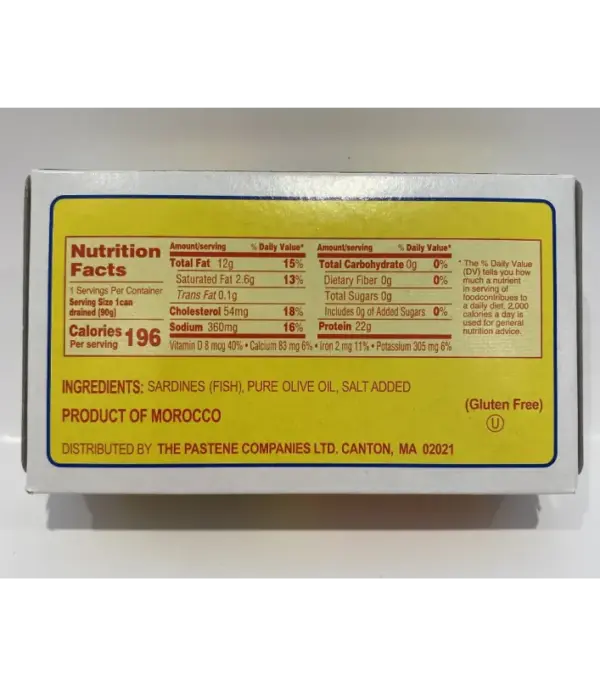 Nutrition
Facts
1 Servings Per Container
Serving Size 1can
drained (90g)
Calories 196
Per serving
Amount/serving % Daily Value*
Total Fat 12g 15%
Saturated Fat 2.6g 13%
Trans Fat 0.1g
Cholesterol 54mg 18%
Sodium 360mg 16%
Amount/serving % Daily Value*
Total Carbohydrate 0g 0%
Dietary Fiber 0g 0%
Total Sugars 0g
Includes 0g of Added Sugars 0%
Protein 22g
Vitamin D 8 mcg 40% • Calcium 83 mg 6% • Iron 2 mg 11% • Potassium 305 mg 6%
* The % Daily Value
(DV) tells you how
much a nutrient
in serving of
foodcontributes to
a daily diet. 2,000
calories a day is
used for general
nutrition advice.
INGREDIENTS: SARDINES (FISH), PURE OLIVE OIL, SALT ADDED
PRODUCT OF MOROCCO
(Gluten Free)
U
DISTRIBUTED BY THE PASTENE COMPANIES LTD. CANTON, MA 02021